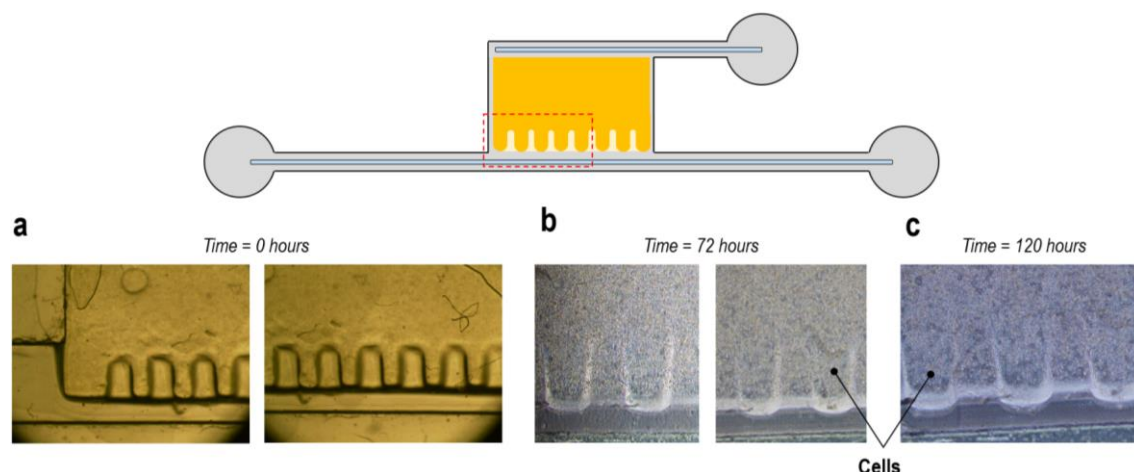 a
Time = 0 hours
b
Time = 72 hours
c
Time = 120 hours
Cells